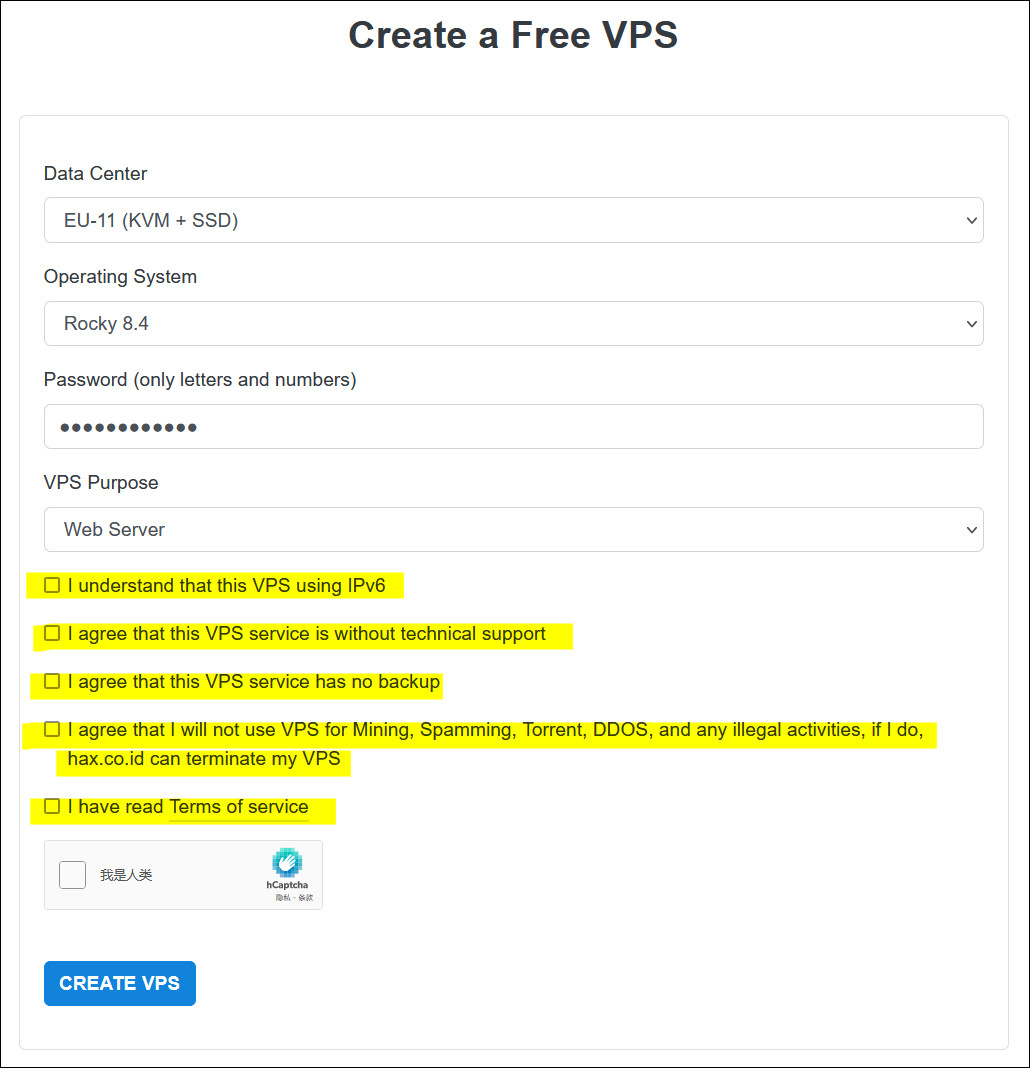 Create a Free VPS
Data Center
EU-11 (KVM + SSD)
Operating System
Rocky 8.4
Password (only letters and numbers)
●●●●●●●●●●●●
VPS Purpose
Web Server
I understand that this VPS using IPv6
I agree that this VPS service is without technical support
I agree that this VPS service has no backup
I agree that I will not use VPS for Mining, Spamming, Torrent, DDOS, and any illegal activities, if I do,
hax.co.id can terminate my VPS
I have read Terms of service
我是人类
hCaptcha
隐私 - 条款
CREATE VPS